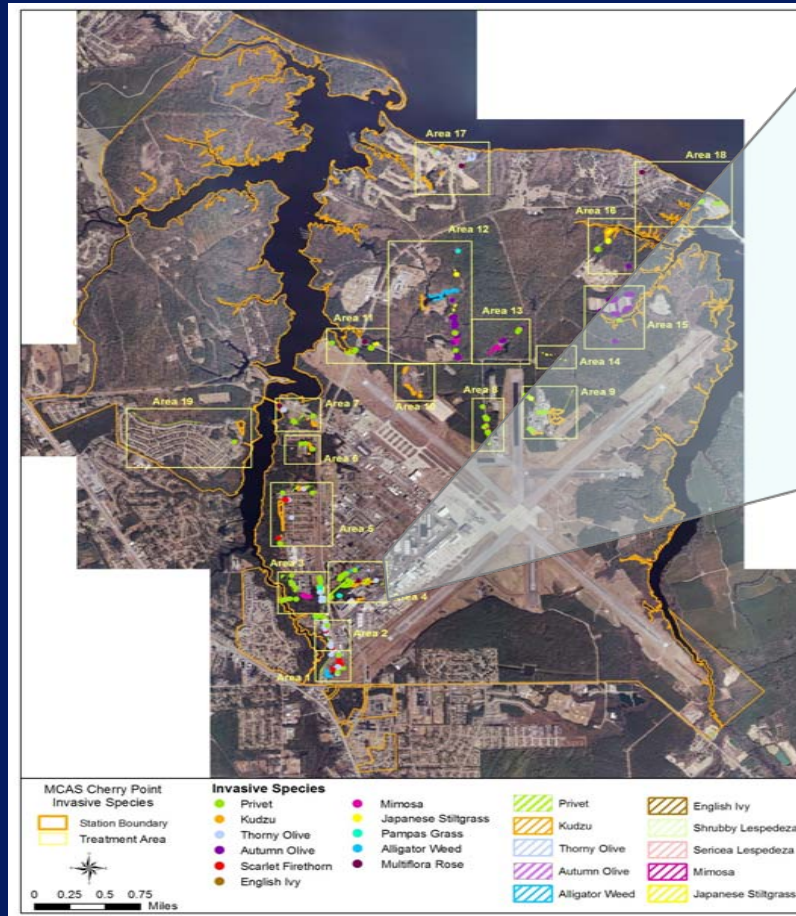 Area 17
Area 18
Area 16
Area 12
Area 15
Area 13
Area 11
Area 14
Area 10
Area 9
Area 8
Area 7
Area 19
Area 6
Area 5
Area 3
Area 4
Area 2
Area 1
MCAS Cherry Point
Invasive Species
Station Boundary
Treatment Area
0 0.25 0.5 0.75
Miles
Invasive Species
Privet
Kudzu
Thorny Olive
Autumn Olive
Scarlet Firethorn
English Ivy
Mimosa
Japanese Stiltgrass
Pampas Grass
Alligator Weed
Multiflora Rose
Privet
Kudzu
Thorny Olive
Autumn Olive
Alligator Weed
English Ivy
Shrubby Lespedeza
Sericea Lespedeza
Mimosa
Japanese Stiltgrass